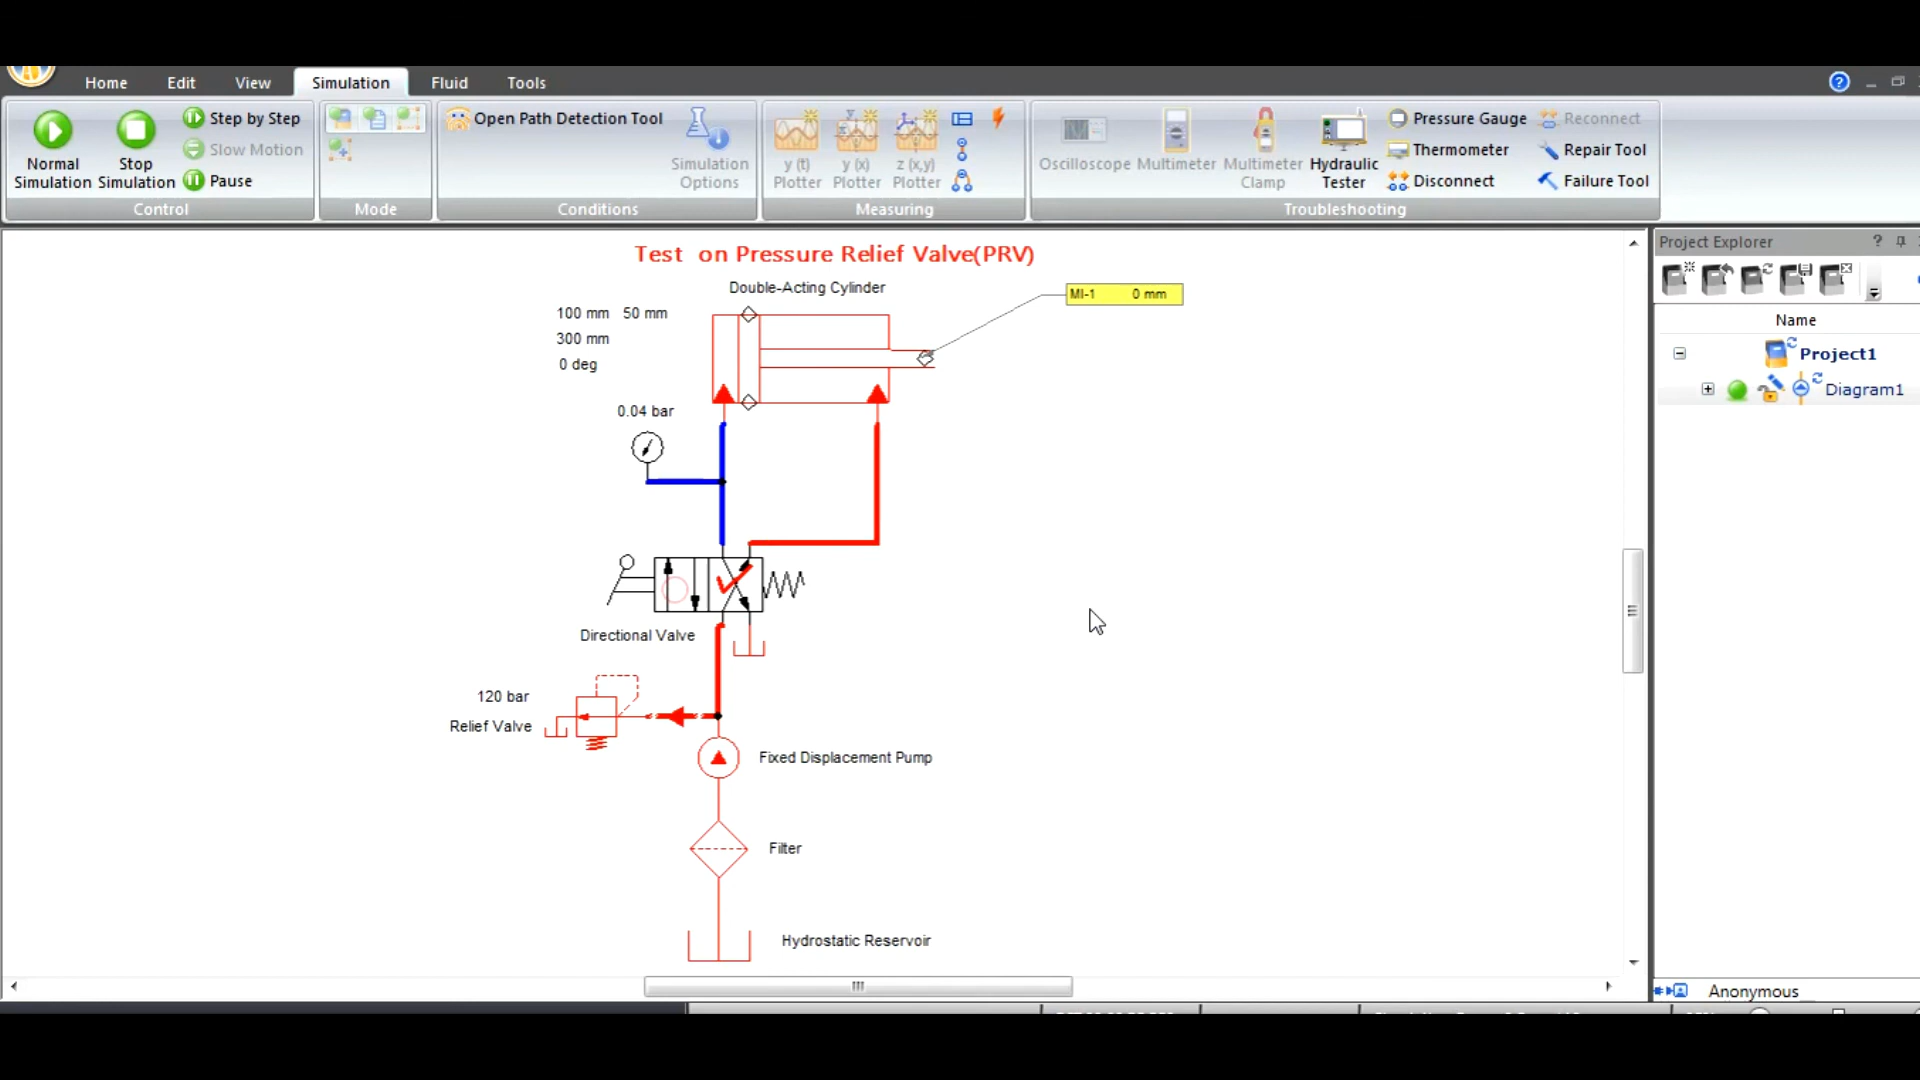 Home Edit View Simulation Fluid Tools
Normal Simulation
Stop Simulation
Step by Step
Slow Motion
Pause
Control
Mode
Open Path Detection Tool
Simulation Options
Conditions
y (t) Plotter
y (x) Plotter
z (x,y) Plotter
Measuring
Oscilloscope
Multimeter
Multimeter Clamp
Hydraulic Tester
Pressure Gauge
Thermometer
Disconnect
Reconnect
Repair Tool
Failure Tool
Troubleshooting
Test on Pressure Relief Valve(PRV)
Double-Acting Cylinder
MI-1 0 mm
100 mm 50 mm
300 mm
0 deg
0.04 bar
Directional Valve
120 bar
Relief Valve
Fixed Displacement Pump
Filter
Hydrostatic Reservoir
Project Explorer
Name
Project1
Diagram1
Anonymous